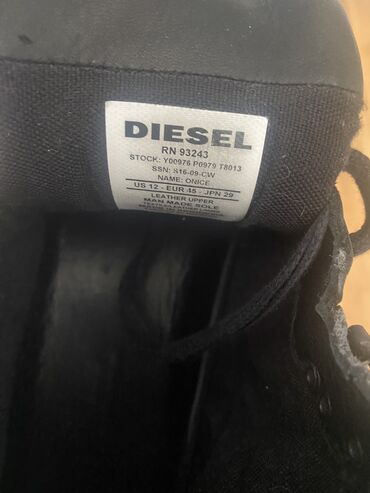 DIESEL
RN 93243
STOCK: Y00976 P0979 T8013
SSN: S16-09-CW
NAME: ONICE
US 12 - EUR 45 - JPN 29
LEATHER UPPER
MAN MADE SOLE